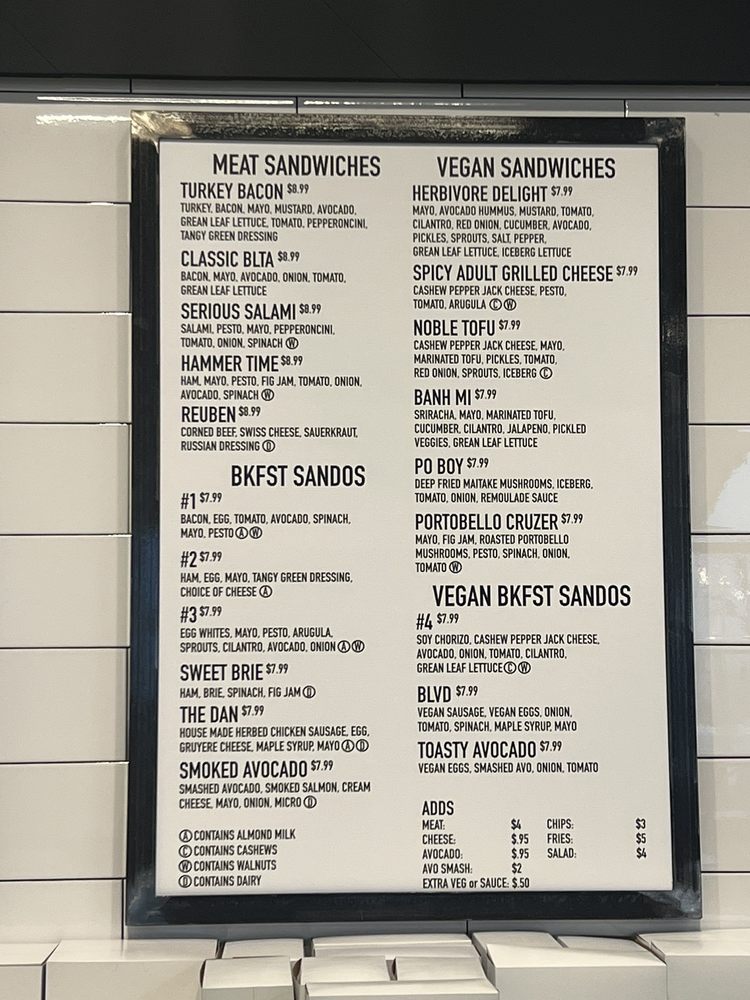 MEAT SANDWICHES
TURKEY BACON $8.99
TURKEY, BACON, MAYO, MUSTARD, AVOCADO,
GREAN LEAF LETTUCE, TOMATO, PEPPERONCINI,
TANGY GREEN DRESSING
CLASSIC BLTA $8.99
BACON, MAYO, AVOCADO, ONION, TOMATO,
GREAN LEAF LETTUCE
SERIOUS SALAMI $8.99
SALAMI, PESTO, MAYO, PEPPERONCINI,
TOMATO, ONION, SPINACH Ⓦ
HAMMER TIME $8.99
HAM, MAYO, PESTO, FIG JAM, TOMATO, ONION,
AVOCADO, SPINACH Ⓦ
REUBEN $8.99
CORNED BEEF, SWISS CHEESE, SAUERKRAUT,
RUSSIAN DRESSING Ⓓ
BKFST SANDOS
#1 $7.99
BACON, EGG, TOMATO, AVOCADO, SPINACH,
MAYO, PESTO Ⓐ Ⓦ
#2 $7.99
HAM, EGG, MAYO, TANGY GREEN DRESSING,
CHOICE OF CHEESE Ⓐ
#3 $7.99
EGG WHITES, MAYO, PESTO, ARUGULA,
SPROUTS, CILANTRO, AVOCADO, ONION Ⓐ Ⓦ
SWEET BRIE $7.99
HAM, BRIE, SPINACH, FIG JAM Ⓓ
THE DAN $7.99
HOUSE MADE HERBED CHICKEN SAUSAGE, EGG,
GRUYERE CHEESE, MAPLE SYRUP, MAYO Ⓐ Ⓓ
SMOKED AVOCADO $7.99
SMASHED AVOCADO, SMOKED SALMON, CREAM
CHEESE, MAYO, ONION, MICRO Ⓓ
Ⓐ CONTAINS ALMOND MILK
Ⓒ CONTAINS CASHEWS
Ⓦ CONTAINS WALNUTS
Ⓓ CONTAINS DAIRY
VEGAN SANDWICHES
HERBIVORE DELIGHT $7.99
MAYO, AVOCADO HUMMUS, MUSTARD, TOMATO,
CILANTRO, RED ONION, CUCUMBER, AVOCADO,
PICKLES, SPROUTS, SALT, PEPPER,
GREAN LEAF LETTUCE, ICEBERG LETTUCE
SPICY ADULT GRILLED CHEESE $7.99
CASHEW PEPPER JACK CHEESE, PESTO,
TOMATO, ARUGULA Ⓒ Ⓦ
NOBLE TOFU $7.99
CASHEW PEPPER JACK CHEESE, MAYO,
MARINATED TOFU, PICKLES, TOMATO,
RED ONION, SPROUTS, ICEBERG Ⓒ
BANH MI $7.99
SRIRACHA, MAYO, MARINATED TOFU,
CUCUMBER, CILANTRO, JALAPENO, PICKLED
VEGGIES, GREAN LEAF LETTUCE
PO BOY $7.99
DEEP FRIED MAITAKE MUSHROOMS, ICEBERG,
TOMATO, ONION, REMOULADE SAUCE
PORTOBELLO CRUZER $7.99
MAYO, FIG JAM, ROASTED PORTOBELLO
MUSHROOMS, PESTO, SPINACH, ONION,
TOMATO Ⓦ
VEGAN BKFST SANDOS
#4 $7.99
SOY CHORIZO, CASHEW PEPPER JACK CHEESE,
AVOCADO, ONION, TOMATO, CILANTRO,
GREAN LEAF LETTUCE Ⓒ Ⓦ
BLVD $7.99
VEGAN SAUSAGE, VEGAN EGGS, ONION,
TOMATO, SPINACH, MAPLE SYRUP, MAYO
TOASTY AVOCADO $7.99
VEGAN EGGS, SMASHED AVO, ONION, TOMATO
ADDS
MEAT: $4 CHIPS: $3
CHEESE: $.95 FRIES: $5
AVOCADO: $.95 SALAD: $4
AVO SMASH: $2
EXTRA VEG or SAUCE: $.50